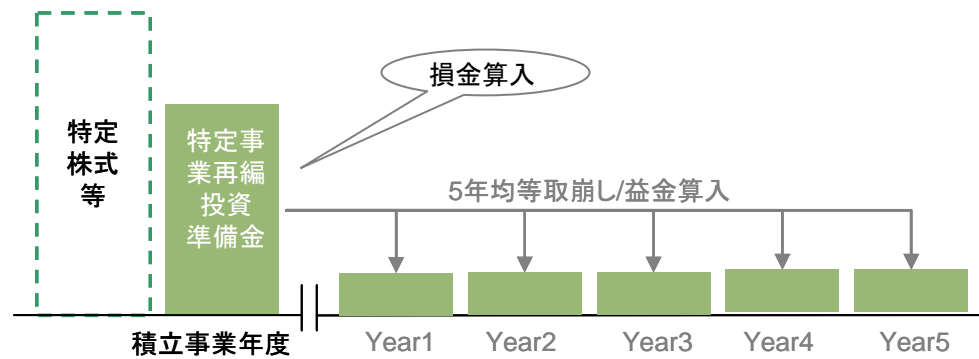 損金算入
特定
株式
等
特定事
業再編
投資
準備金
5年均等取崩し/益金算入
積立事業年度
Year1
Year2
Year3
Year4
Year5